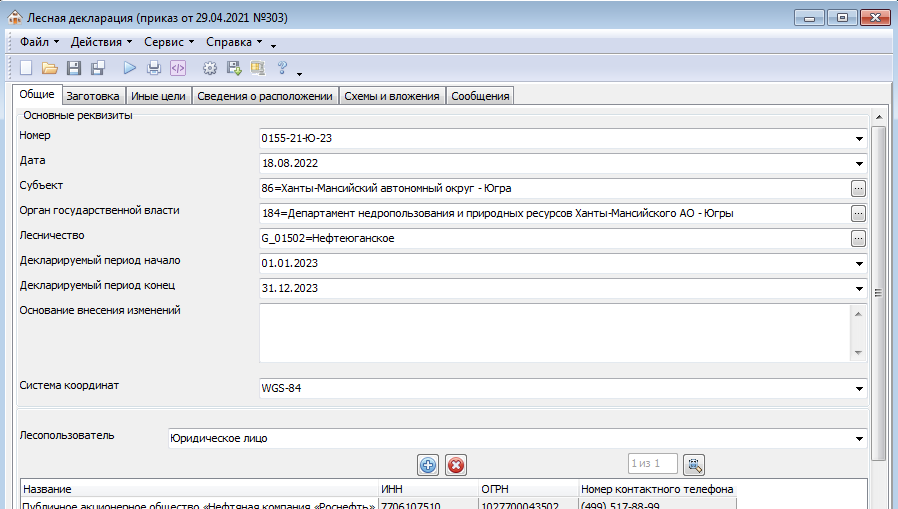 Лесная декларация (приказ от 29.04.2021 №303)
Файл Действия Сервис Справка
Общие Заготовка Иные цели Сведения о расположении Схемы и вложения Сообщения
Основные реквизиты
Номер 0155-21-Ю-23
Дата 18.08.2022
Субъект 86=Ханты-Мансийский автономный округ - Югра
Орган государственной власти 184=Департамент недропользования и природных ресурсов Ханты-Мансийского АО - Югры
Лесничество G_01502=Нефтеюганское
Декларируемый период начало 01.01.2023
Декларируемый период конец 31.12.2023
Основание внесения изменений
Система координат WGS-84
Лесопользователь Юридическое лицо
1 из 1
Название ИНН ОГРН Номер контактного телефона
Публичное акционерное общество «Нефтяная компания «Роснефть» 7706107510 1027700043502 (499) 517-88-99